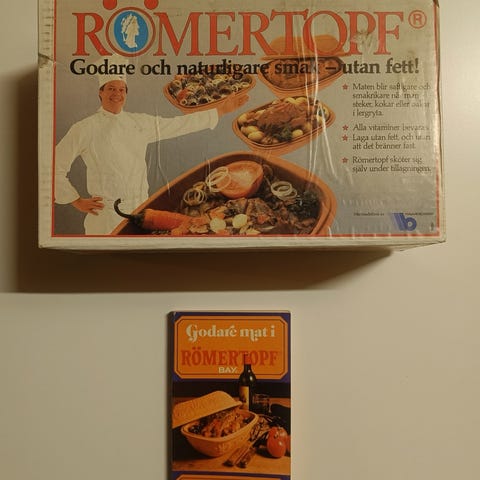 RÖMERTOPF®
Godare och naturligare smak – utan fett!
★ Maten blir saftigare och
smakrikare när man
steker, kokar eller bakar
i lergryta.
★ Alla vitaminer bevaras.
★ Laga utan fett, och utan
att det bränner fast.
★ Römertopf sköter sig
själv under tillagningen.
b
Godare mat i
RÖMERTOPF
BAY.